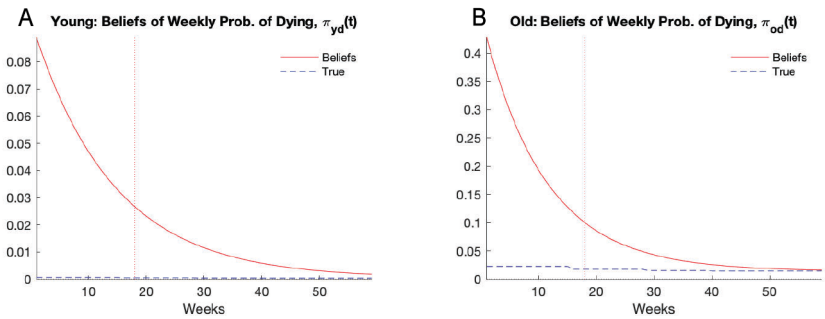 A
Young: Beliefs of Weekly Prob. of Dying, π_yd(t)
Beliefs
True
0.08
0.07
0.06
0.05
0.04
0.03
0.02
0.01
0
10 20 30 40 50
Weeks
B
Old: Beliefs of Weekly Prob. of Dying, π_od(t)
Beliefs
True
0.4
0.35
0.3
0.25
0.2
0.15
0.1
0.05
0
10 20 30 40 50
Weeks